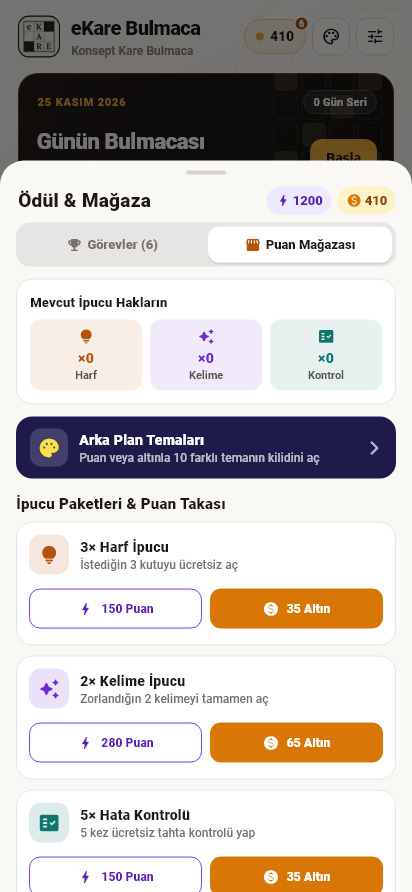 e K A R E
eKare Bulmaca
Konsept Kare Bulmaca
410
6
25 KASIM 2026
0 Gün Seri
Günün Bulmacası
Başla
Ödül & Mağaza
1200
410
Görevler (6)
Puan Mağazası
Mevcut İpucu Hakların
×0
×0
×0
Harf
Kelime
Kontrol
Arka Plan Temaları
Puan veya altınla 10 farklı temanın kilidini aç
İpucu Paketleri & Puan Takası
3× Harf İpucu
İstediğin 3 kutuyu ücretsiz aç
150 Puan
35 Altın
2× Kelime İpucu
Zorlandığın 2 kelimeyi tamamen aç
280 Puan
65 Altın
5× Hata Kontrolü
5 kez ücretsiz tahta kontrolü yap
150 Puan
35 Altın